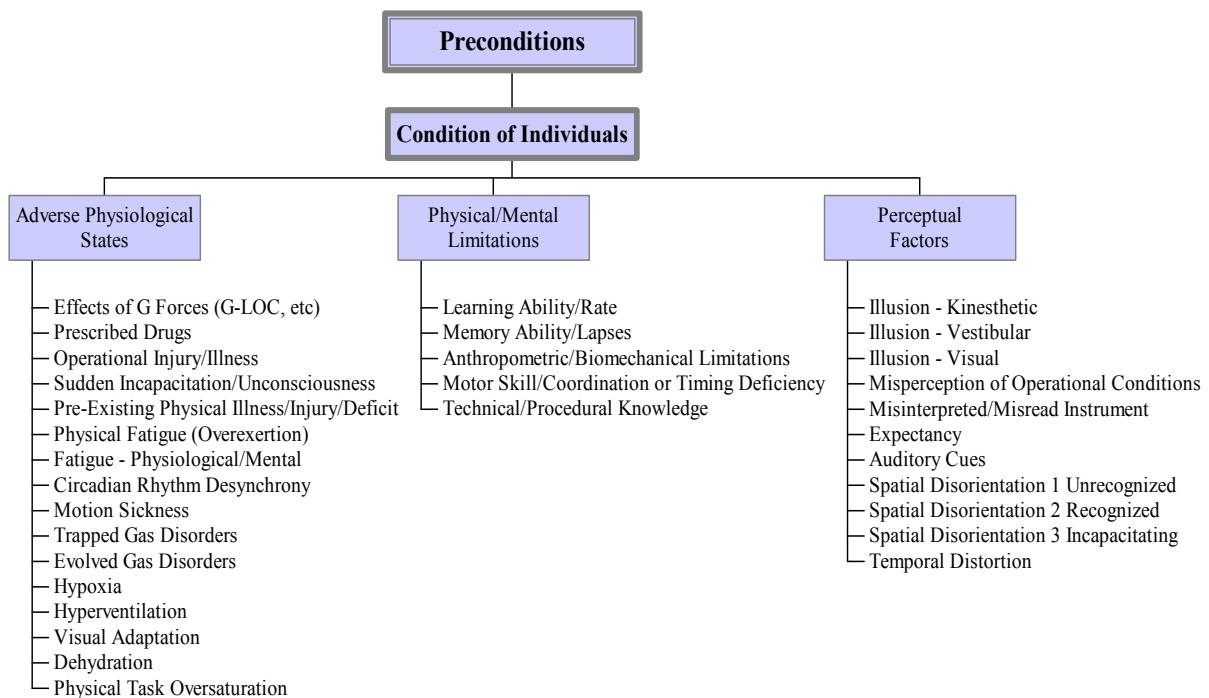 Preconditions
Condition of Individuals
Adverse Physiological
States
Effects of G Forces (G-LOC, etc)
Prescribed Drugs
Operational Injury/Illness
Sudden Incapacitation/Unconsciousness
Pre-Existing Physical Illness/Injury/Deficit
Physical Fatigue (Overexertion)
Fatigue - Physiological/Mental
Circadian Rhythm Desynchrony
Motion Sickness
Trapped Gas Disorders
Evolved Gas Disorders
Hypoxia
Hyperventilation
Visual Adaptation
Dehydration
Physical Task Oversaturation
Physical/Mental
Limitations
Learning Ability/Rate
Memory Ability/Lapses
Anthropometric/Biomechanical Limitations
Motor Skill/Coordination or Timing Deficiency
Technical/Procedural Knowledge
Perceptual
Factors
Illusion - Kinesthetic
Illusion - Vestibular
Illusion - Visual
Misperception of Operational Conditions
Misinterpreted/Misread Instrument
Expectancy
Auditory Cues
Spatial Disorientation 1 Unrecognized
Spatial Disorientation 2 Recognized
Spatial Disorientation 3 Incapacitating
Temporal Distortion